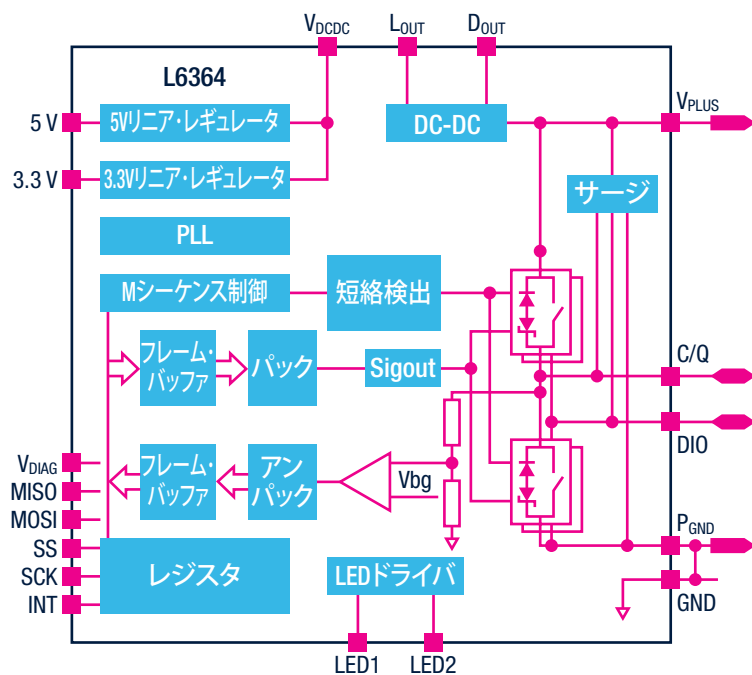 VDCDC
LOUT
DOUT
L6364
5 V
5Vリニア・レギュレータ
DC-DC
VPLUS
3.3 V
3.3Vリニア・レギュレータ
サージ
PLL
Mシーケンス制御
短絡検出
フレーム・
バッファ
パック
Sigout
C/Q
DIO
VDIAG
MISO
MOSI
SS
SCK
INT
フレーム・
バッファ
アン
パック
Vbg
PGND
GND
レジスタ
LEDドライバ
LED1
LED2